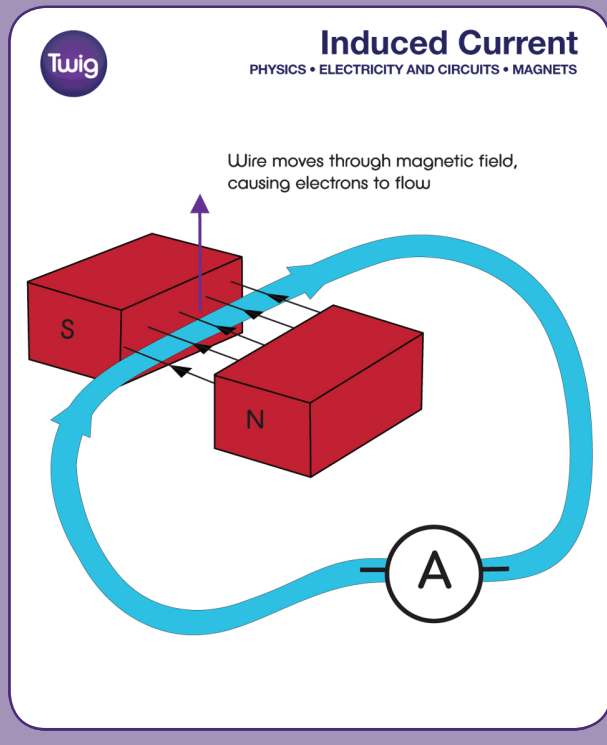 Twig
Induced Current
PHYSICS • ELECTRICITY AND CIRCUITS • MAGNETS
Wire moves through magnetic field,
causing electrons to flow
S
N
A